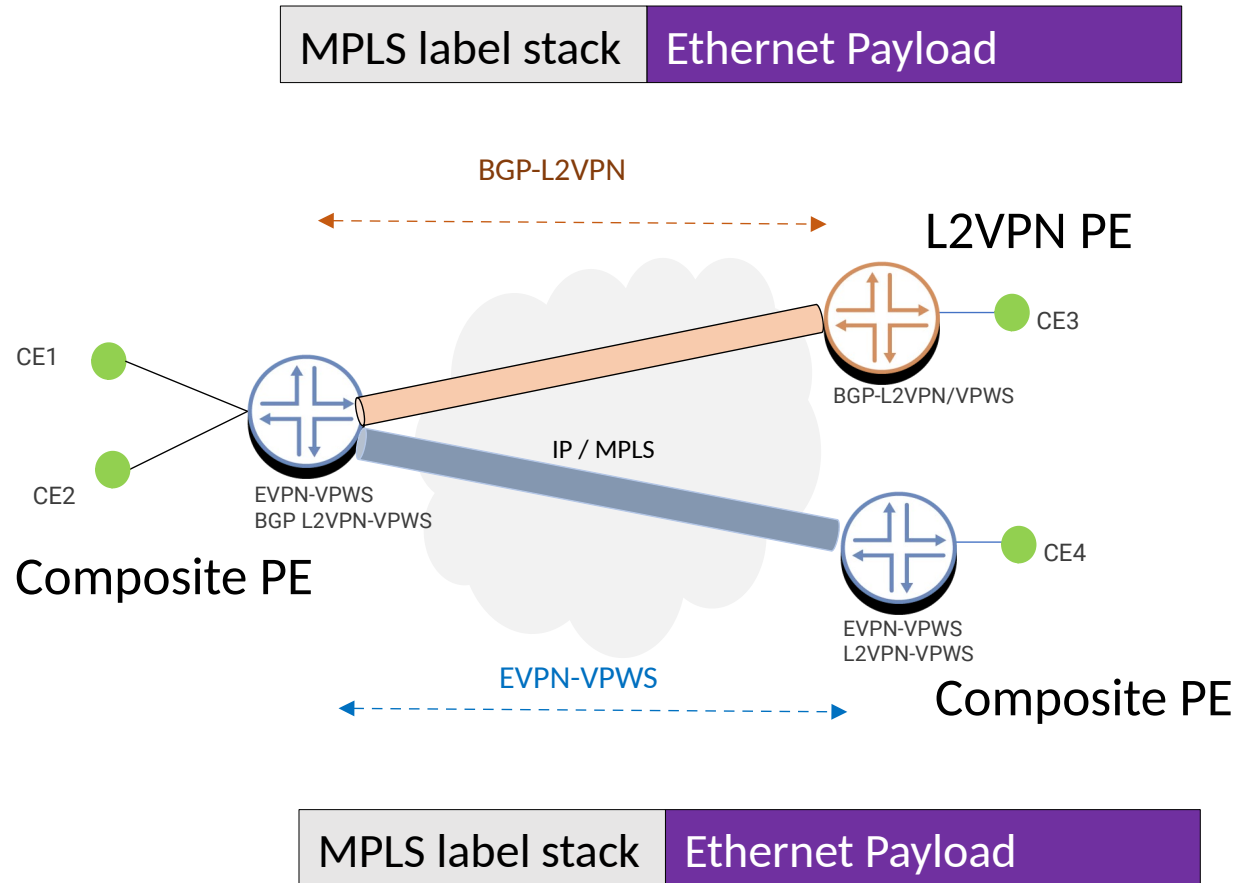 MPLS label stack Ethernet Payload
BGP-L2VPN
L2VPN PE
CE3
CE1
BGP-L2VPN/VPWS
IP / MPLS
CE2
EVPN-VPWS
BGP L2VPN-VPWS
Composite PE
CE4
EVPN-VPWS
L2VPN-VPWS
EVPN-VPWS
Composite PE
MPLS label stack Ethernet Payload